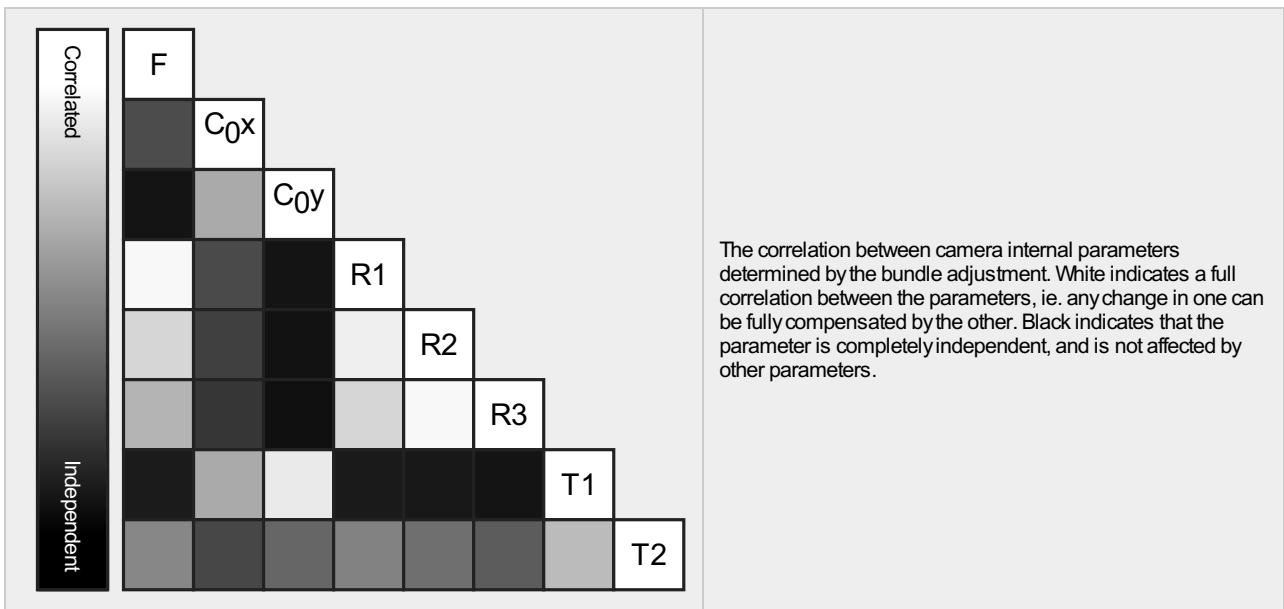 Correlated
Independent
F
C0x
C0y
R1
R2
R3
T1
T2
The correlation between camera internal parameters
determined by the bundle adjustment. White indicates a full
correlation between the parameters, ie. any change in one can
be fully compensated by the other. Black indicates that the
parameter is completely independent, and is not affected by
other parameters.